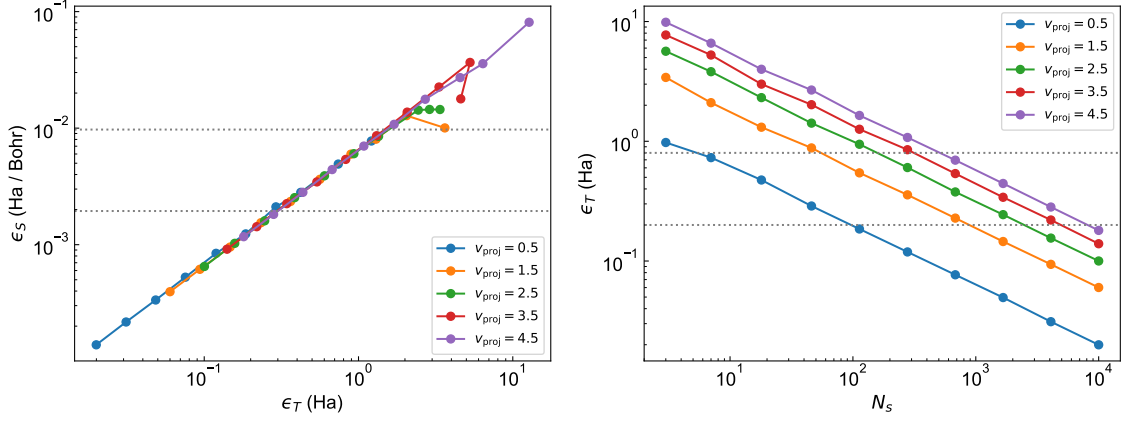 10⁻¹
10⁻²
10⁻³
ϵ_S (Ha / Bohr)
10⁻¹
10⁰
10¹
ϵ_T (Ha)
v_proj = 0.5
v_proj = 1.5
v_proj = 2.5
v_proj = 3.5
v_proj = 4.5
10¹
10⁰
10⁻¹
ϵ_T (Ha)
10¹
10²
10³
10⁴
N_s
v_proj = 0.5
v_proj = 1.5
v_proj = 2.5
v_proj = 3.5
v_proj = 4.5